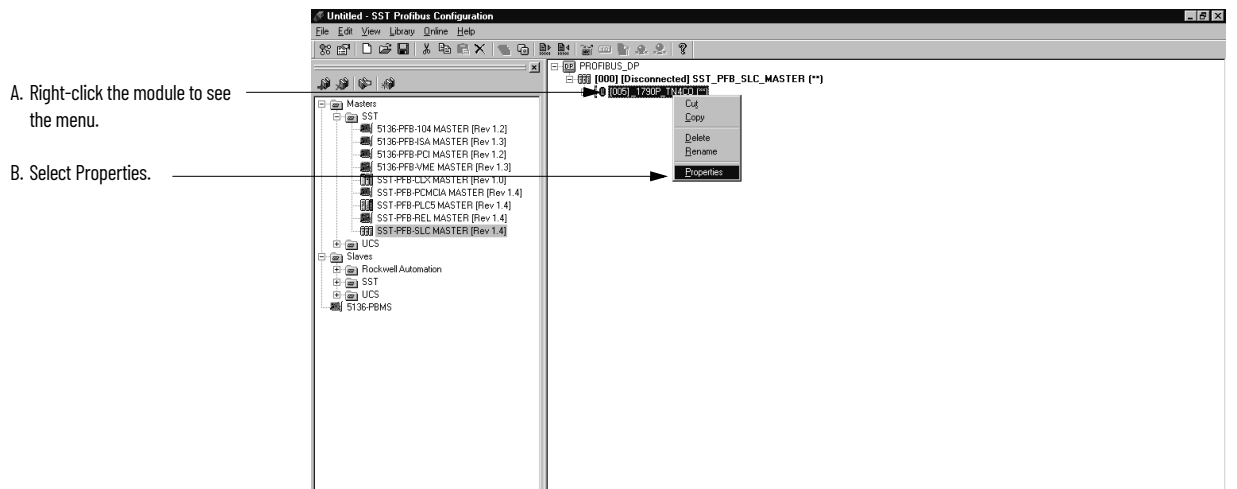 Untitled - SST Profibus Configuration
File Edit View Library Online Help
PROFIBUS_DP
[000] [Disconnected] SST_PFB_SLC_MASTER (**)
[005] _1790P_TN4C0 (**)
A. Right-click the module to see
the menu.
Cut
Copy
Delete
Rename
Properties
B. Select Properties.
Masters
SST
5136-PFB-104 MASTER [Rev 1.2]
5136-PFB-ISA MASTER [Rev 1.3]
5136-PFB-PCI MASTER [Rev 1.2]
5136-PFB-VME MASTER [Rev 1.3]
SST-PFB-CLX MASTER [Rev 1.0]
SST-PFB-PCMCIA MASTER [Rev 1.4]
SST-PFB-PLC5 MASTER [Rev 1.4]
SST-PFB-REL MASTER [Rev 1.4]
SST-PFB-SLC MASTER [Rev 1.4]
UCS
Slaves
Rockwell Automation
SST
UCS
5136-PBMS